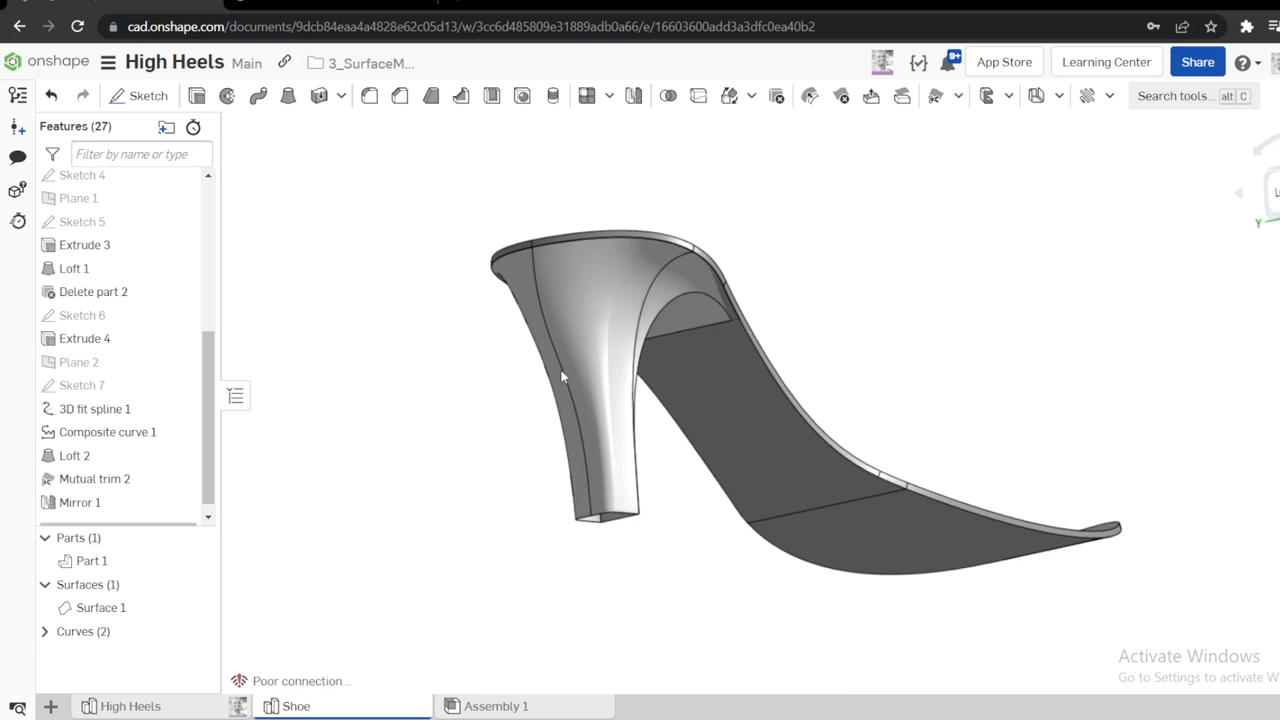 cad.onshape.com/documents/9dcb84eaa4a4828e62c05d13/w/3cc6d485809e31889adb0a66/e/16603600add3a3dfc0ea40b2
onshape High Heels Main 3_SurfaceM... 9+ App Store Learning Center Share
Sketch Search tools... alt C
Features (27)
Filter by name or type
Sketch 4
Plane 1
Sketch 5
Extrude 3
Loft 1
Delete part 2
Sketch 6
Extrude 4
Plane 2
Sketch 7
3D fit spline 1
Composite curve 1
Loft 2
Mutual trim 2
Mirror 1
Parts (1)
Part 1
Surfaces (1)
Surface 1
Curves (2)
Y
Activate Windows
Go to Settings to activate W
Poor connection...
High Heels Shoe Assembly 1